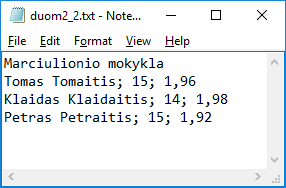 duom2_2.txt - Note...
File Edit Format View Help
Marciulionio mokykla
Tomas Tomaitis; 15; 1,96
Klaidas Klaidaitis; 14; 1,98
Petras Petraitis; 15; 1,92